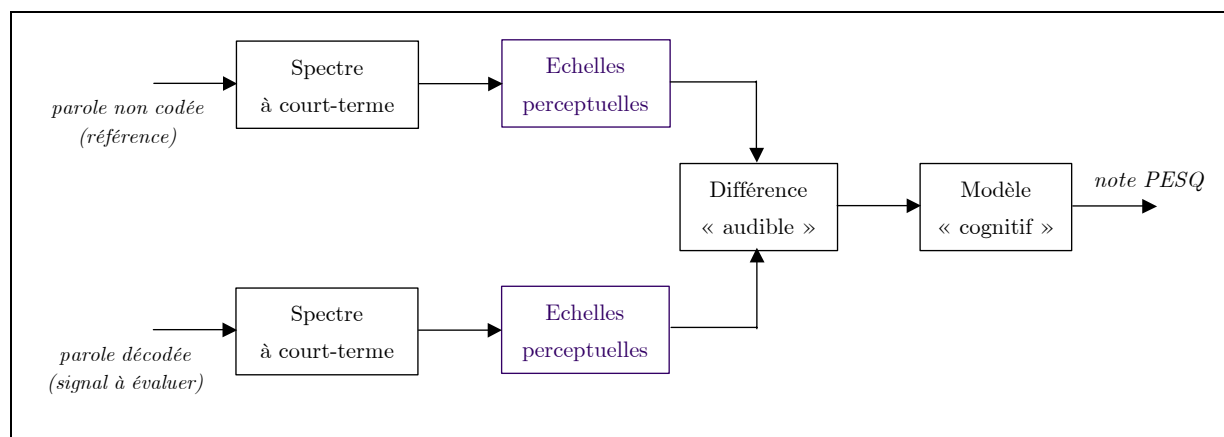 Spectre
à court-terme
Echelles
perceptuelles
parole non codée
(référence)
Différence
« audible »
Modèle
« cognitif »
note PESQ
Spectre
à court-terme
Echelles
perceptuelles
parole décodée
(signal à évaluer)